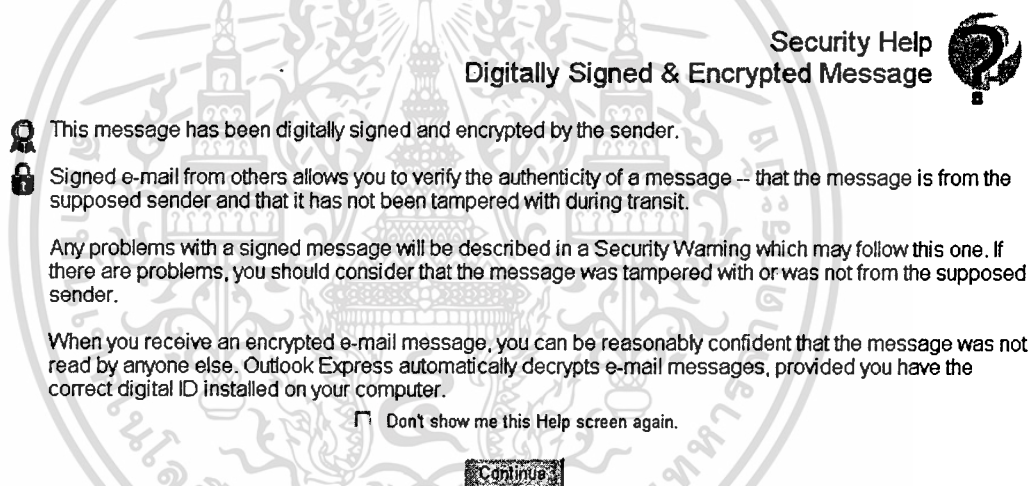 Security Help
Digitally Signed & Encrypted Message
This message has been digitally signed and encrypted by the sender.
Signed e-mail from others allows you to verify the authenticity of a message -- that the message is from the
supposed sender and that it has not been tampered with during transit.
Any problems with a signed message will be described in a Security Warning which may follow this one. If
there are problems, you should consider that the message was tampered with or was not from the supposed
sender.
When you receive an encrypted e-mail message, you can be reasonably confident that the message was not
read by anyone else. Outlook Express automatically decrypts e-mail messages, provided you have the
correct digital ID installed on your computer.
Don't show me this Help screen again.
Continue